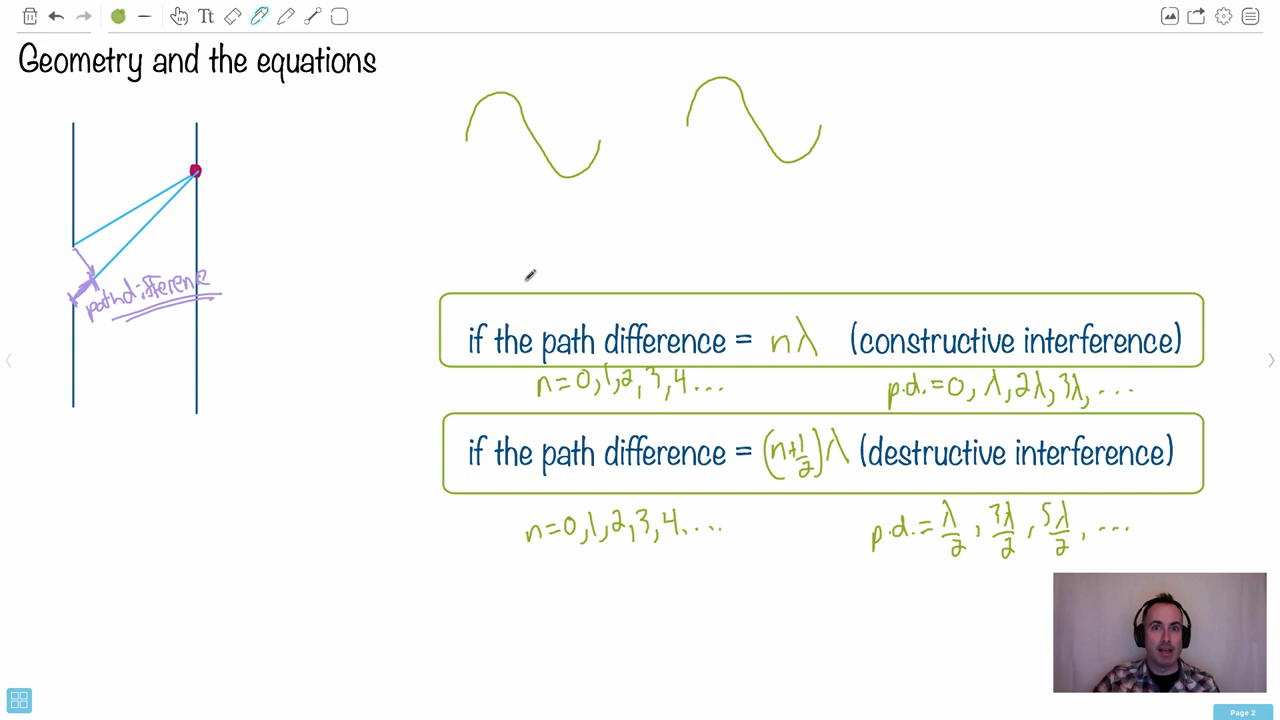 Tt
Geometry and the equations
path difference
if the path difference = nλ (constructive interference)
n = 0, 1, 2, 3, 4 ... p.d. = 0, λ, 2λ, 3λ, ...
if the path difference = (n+1/2)λ (destructive interference)
n = 0, 1, 2, 3, 4, ... p.d. = λ/2, 3λ/2, 5λ/2, ...
Page 2